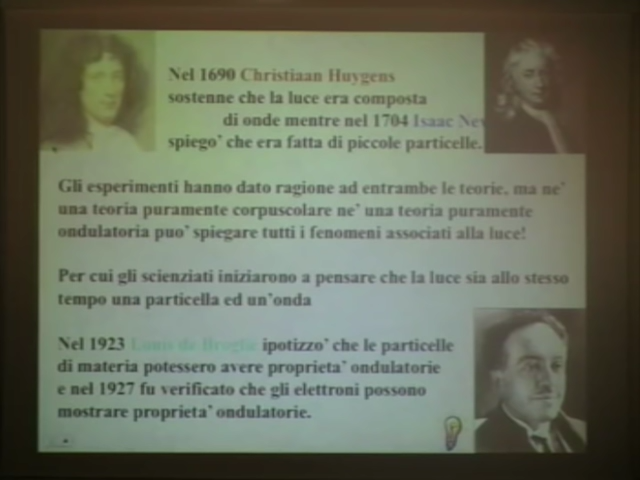 Nel 1690 Christiaan Huygens
sostenne che la luce era composta
di onde mentre nel 1704 Isaac New
spiego' che era fatta di piccole particelle.
Gli esperimenti hanno dato ragione ad entrambe le teorie, ma ne'
una teoria puramente corpuscolare ne' una teoria puramente
ondulatoria puo' spiegare tutti i fenomeni associati alla luce!
Per cui gli scienziati iniziarono a pensare che la luce sia allo stesso
tempo una particella ed un'onda
Nel 1923 Louis de Broglie ipotizzo' che le particelle
di materia potessero avere proprieta' ondulatorie
e nel 1927 fu verificato che gli elettroni possono
mostrare proprieta' ondulatorie.